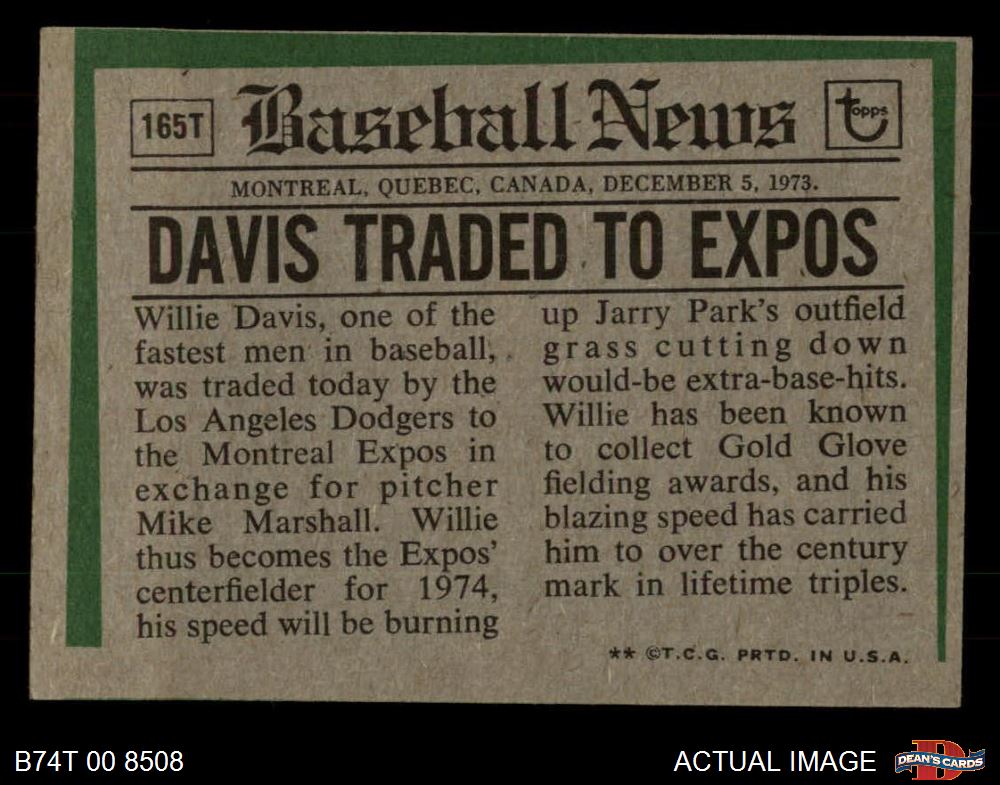 165T
Baseball News
topps
MONTREAL, QUEBEC, CANADA, DECEMBER 5, 1973.
DAVIS TRADED TO EXPOS
Willie Davis, one of the
fastest men in baseball,
was traded today by the
Los Angeles Dodgers to
the Montreal Expos in
exchange for pitcher
Mike Marshall. Willie
thus becomes the Expos'
centerfielder for 1974,
his speed will be burning
up Jarry Park's outfield
grass cutting down
would-be extra-base-hits.
Willie has been known
to collect Gold Glove
fielding awards, and his
blazing speed has carried
him to over the century
mark in lifetime triples.
** ©T.C.G. PRTD. IN U.S.A.
B74T 00 8508
ACTUAL IMAGE
D
DEAN'S CARDS